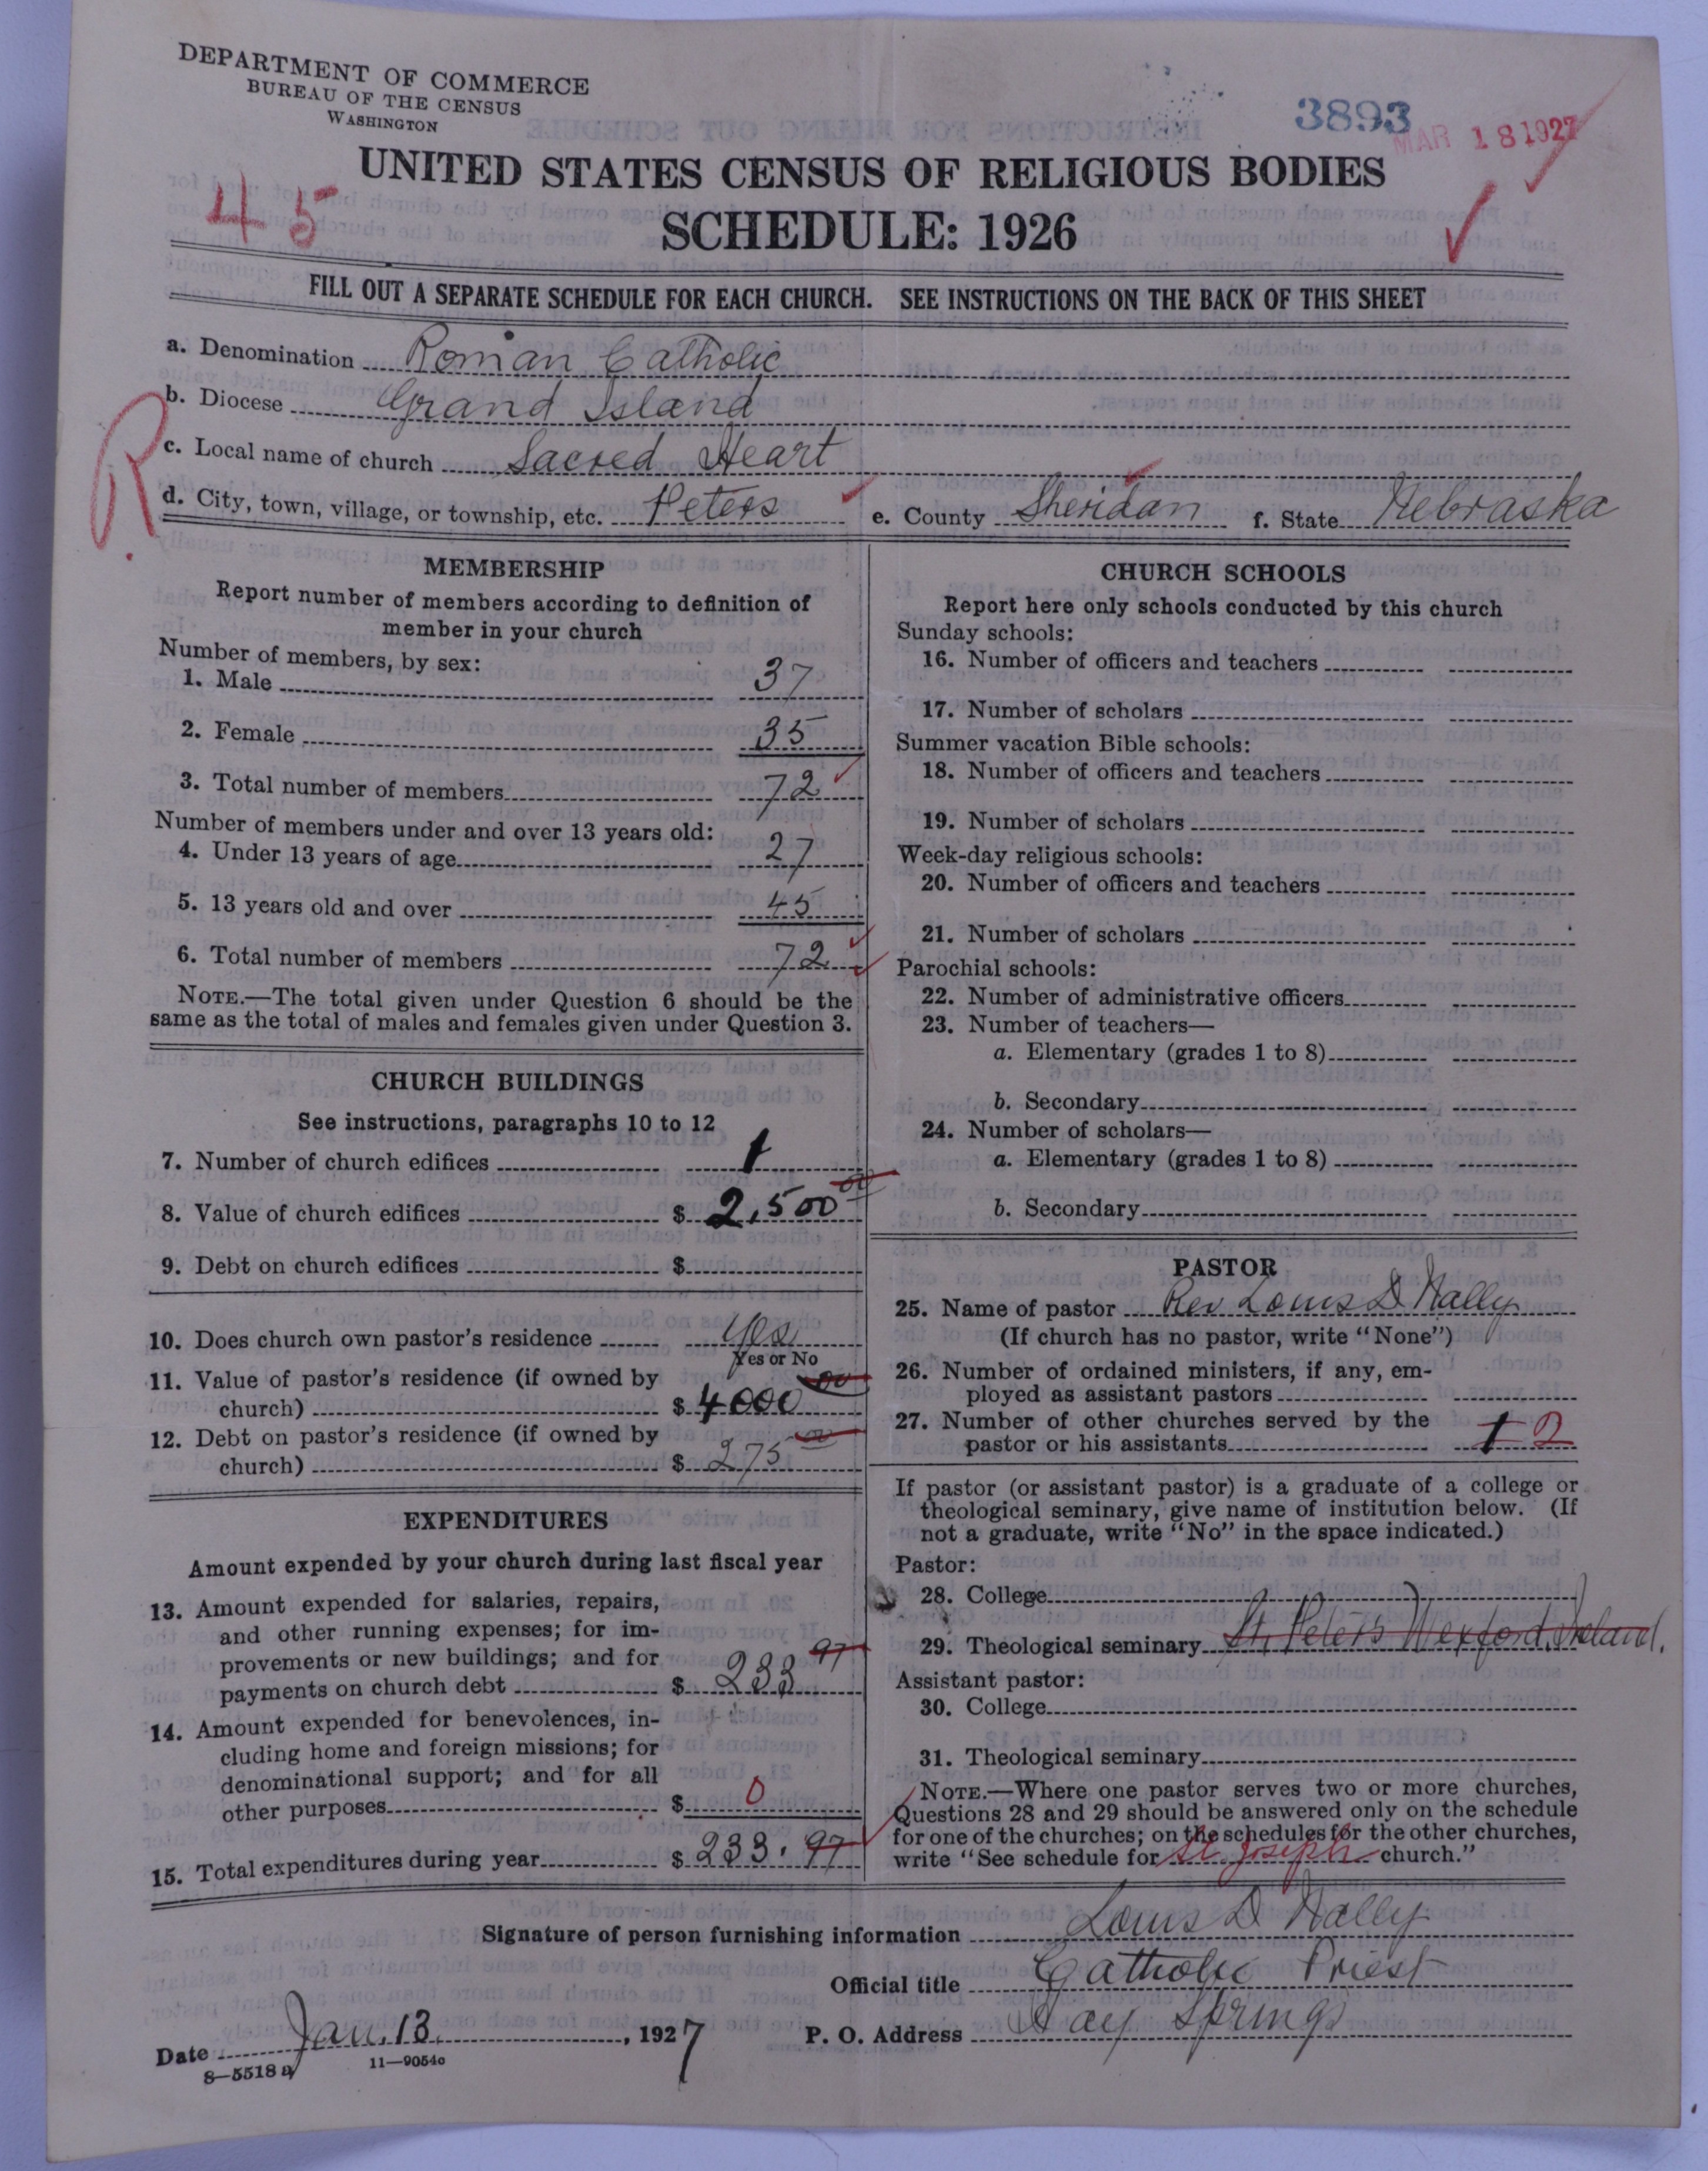 DEPARTMENT OF COMMERCE
BUREAU OF THE CENSUS
WASHINGTON
3893
MAR 18 1927
45
UNITED STATES CENSUS OF RELIGIOUS BODIES
SCHEDULE: 1926
FILL OUT A SEPARATE SCHEDULE FOR EACH CHURCH. SEE INSTRUCTIONS ON THE BACK OF THIS SHEET
a. Denomination Roman Catholic
b. Diocese Grand Island
c. Local name of church Sacred Heart
R.
d. City, town, village, or township, etc. Peters e. County Sheridan f. State Nebraska
MEMBERSHIP
Report number of members according to definition of
member in your church
Number of members, by sex:
1. Male 37
2. Female 35
3. Total number of members 72
Number of members under and over 13 years old:
4. Under 13 years of age 27
5. 13 years old and over 45
6. Total number of members 72
NOTE.—The total given under Question 6 should be the
same as the total of males and females given under Question 3.
CHURCH BUILDINGS
See instructions, paragraphs 10 to 12
7. Number of church edifices 1
8. Value of church edifices $ 2,500 00
9. Debt on church edifices $
10. Does church own pastor's residence Yes
Yes or No
11. Value of pastor's residence (if owned by
church) $ 4000 00
12. Debt on pastor's residence (if owned by
church) $ 275 00
EXPENDITURES
Amount expended by your church during last fiscal year
13. Amount expended for salaries, repairs,
and other running expenses; for im-
provements or new buildings; and for
payments on church debt $ 233 97
14. Amount expended for benevolences, in-
cluding home and foreign missions; for
denominational support; and for all
other purposes $ 0
15. Total expenditures during year $ 233.97
CHURCH SCHOOLS
Report here only schools conducted by this church
Sunday schools:
16. Number of officers and teachers
17. Number of scholars
Summer vacation Bible schools:
18. Number of officers and teachers
19. Number of scholars
Week-day religious schools:
20. Number of officers and teachers
21. Number of scholars
Parochial schools:
22. Number of administrative officers
23. Number of teachers—
a. Elementary (grades 1 to 8)
b. Secondary
24. Number of scholars—
a. Elementary (grades 1 to 8)
b. Secondary
PASTOR
25. Name of pastor Rev Louis D Nally
(If church has no pastor, write "None")
26. Number of ordained ministers, if any, em-
ployed as assistant pastors
27. Number of other churches served by the
pastor or his assistants 1 2
If pastor (or assistant pastor) is a graduate of a college or
theological seminary, give name of institution below. (If
not a graduate, write "No" in the space indicated.)
Pastor:
28. College
29. Theological seminary St. Peters Wexford, Ireland.
Assistant pastor:
30. College
31. Theological seminary
NOTE.—Where one pastor serves two or more churches,
Questions 28 and 29 should be answered only on the schedule
for one of the churches; on the schedules for the other churches,
write "See schedule for St Joseph church."
Signature of person furnishing information Louis D Nally
Official title Catholic Priest
Date Jan. 13, 1927 P. O. Address Hay Springs
8—5518 a 11—9054c